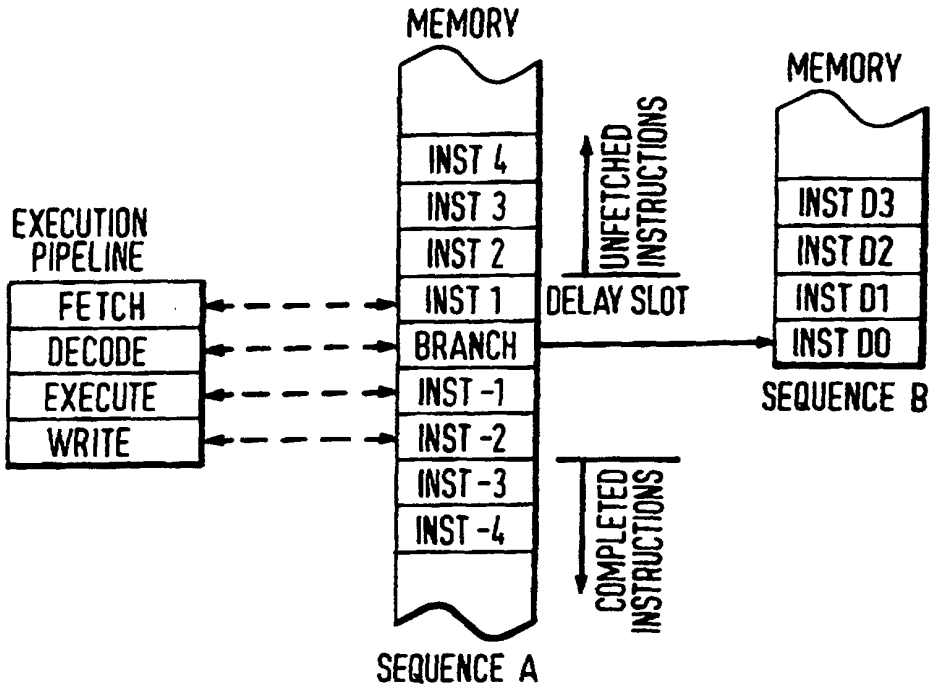 MEMORY
INST 4
INST 3
INST 2
INST 1
BRANCH
INST -1
INST -2
INST -3
INST -4
SEQUENCE A
EXECUTION
PIPELINE
FETCH
DECODE
EXECUTE
WRITE
UNFETCHED
INSTRUCTIONS
DELAY SLOT
COMPLETED
INSTRUCTIONS
MEMORY
INST D3
INST D2
INST D1
INST D0
SEQUENCE B